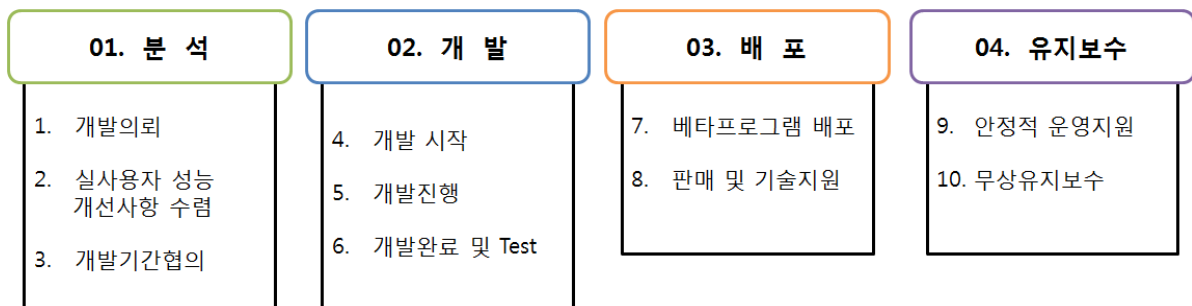 01. 분 석
1. 개발의뢰
2. 실사용자 성능
개선사항 수렴
3. 개발기간협의
02. 개 발
4. 개발 시작
5. 개발진행
6. 개발완료 및 Test
03. 배 포
7. 베타프로그램 배포
8. 판매 및 기술지원
04. 유지보수
9. 안정적 운영지원
10. 무상유지보수